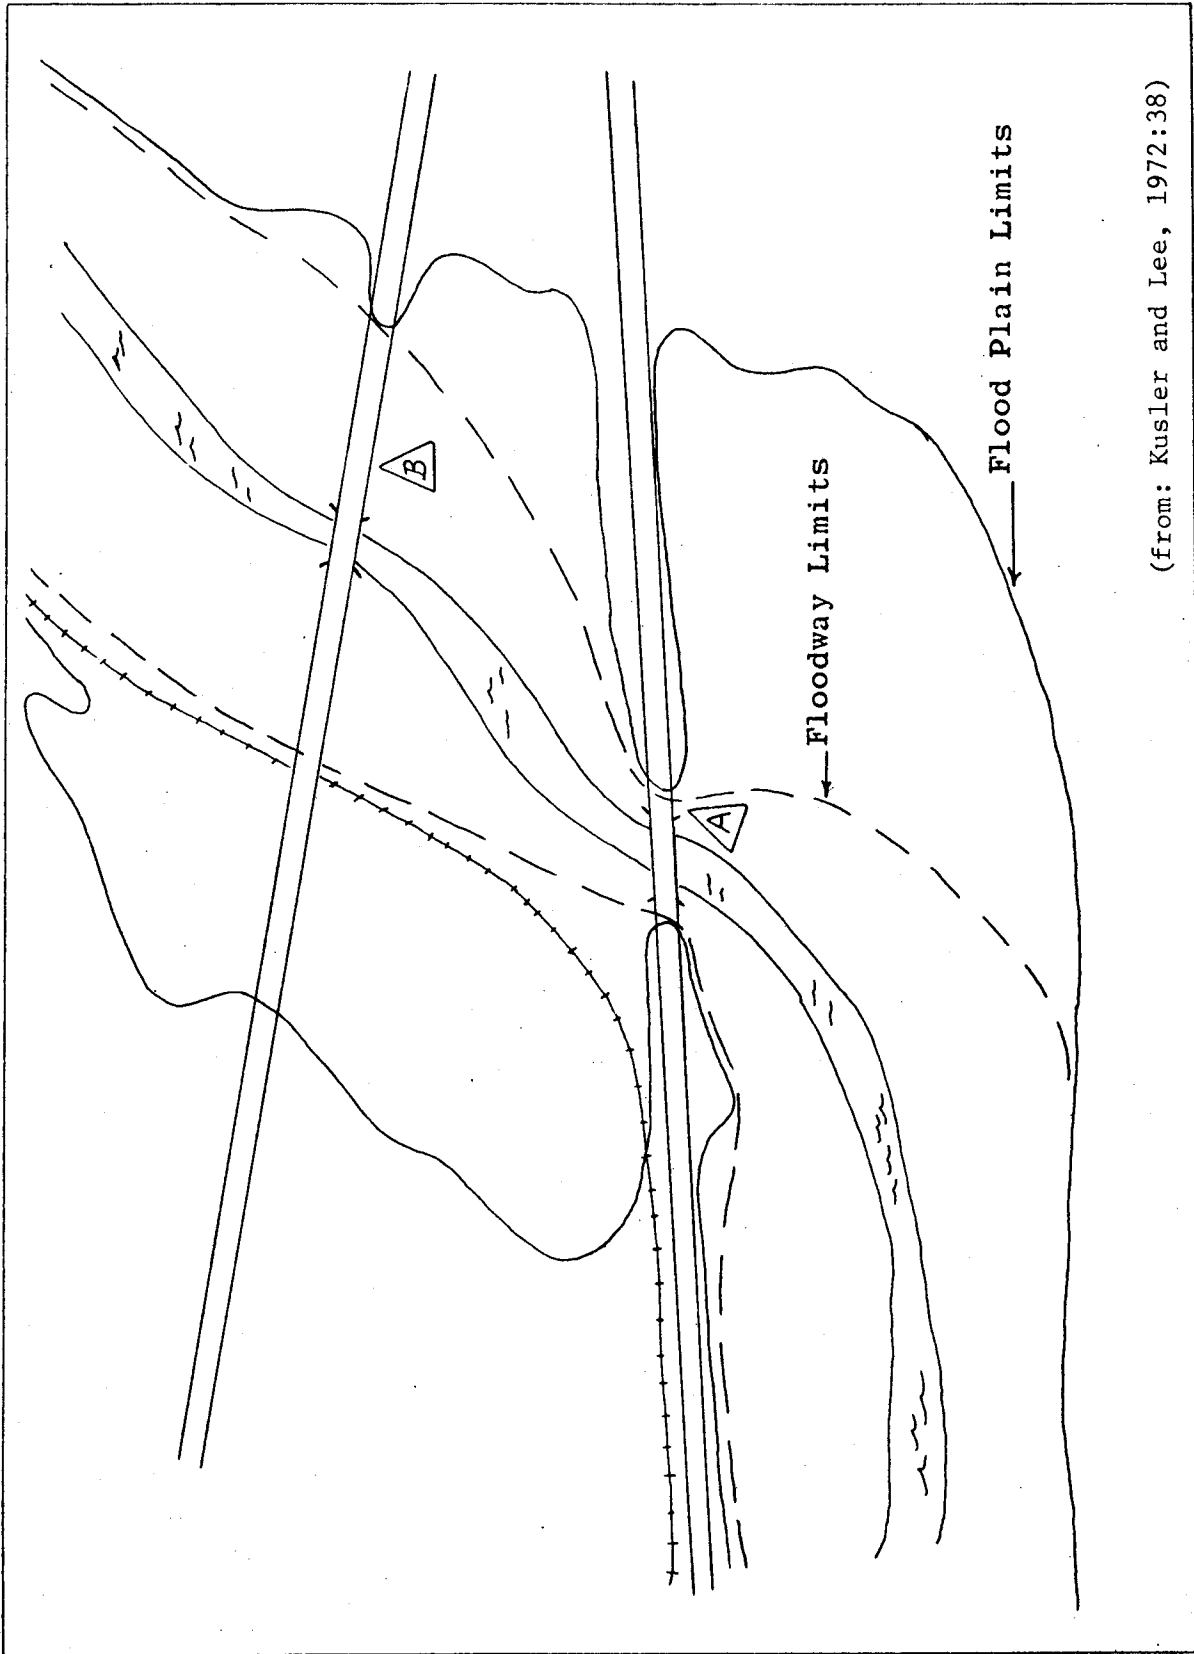 B
A
Floodway Limits
Flood Plain Limits
(from: Kusler and Lee, 1972:38)